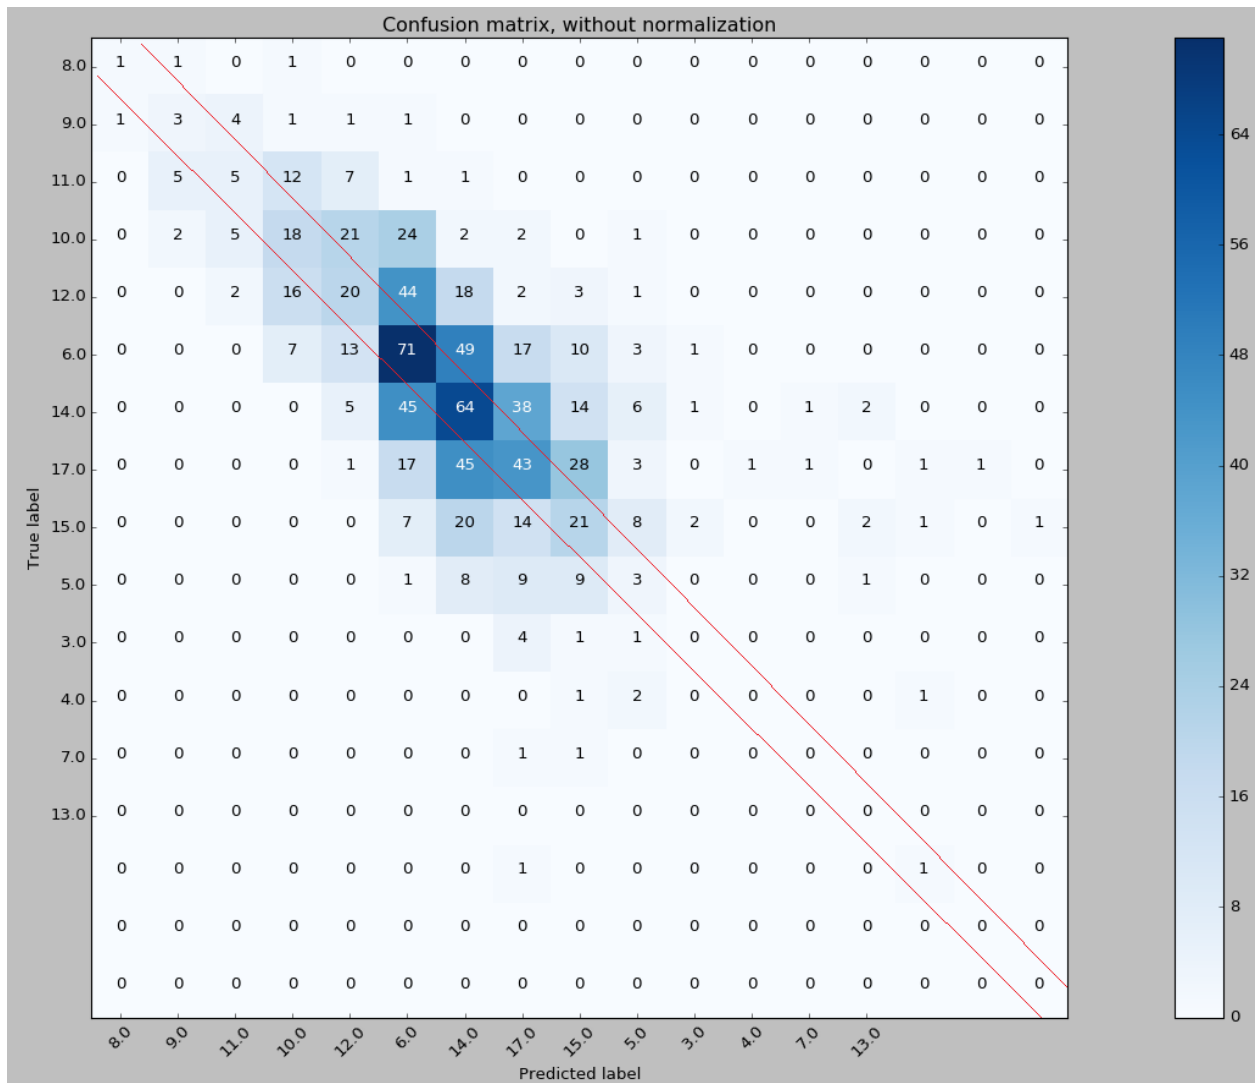 Confusion matrix, without normalization
8.0 1 1 0 1 0 0 0 0 0 0 0 0 0 0 0 0 0
9.0 1 3 4 1 1 1 0 0 0 0 0 0 0 0 0 0 0
11.0 0 5 5 12 7 1 1 0 0 0 0 0 0 0 0 0 0
10.0 0 2 5 18 21 24 2 2 0 1 0 0 0 0 0 0 0
12.0 0 0 2 16 20 44 18 2 3 1 0 0 0 0 0 0 0
6.0 0 0 0 7 13 71 49 17 10 3 1 0 0 0 0 0 0
14.0 0 0 0 0 5 45 64 38 14 6 1 0 1 2 0 0 0
17.0 0 0 0 0 1 17 45 43 28 3 0 1 1 0 1 1 0
15.0 0 0 0 0 0 7 20 14 21 8 2 0 0 2 1 0 1
5.0 0 0 0 0 0 1 8 9 9 3 0 0 0 1 0 0 0
3.0 0 0 0 0 0 0 0 4 1 1 0 0 0 0 0 0 0
4.0 0 0 0 0 0 0 0 0 1 2 0 0 0 0 1 0 0
7.0 0 0 0 0 0 0 0 1 1 0 0 0 0 0 0 0 0
13.0 0 0 0 0 0 0 0 0 0 0 0 0 0 0 0 0 0
0 0 0 0 0 0 0 1 0 0 0 0 0 0 1 0 0
0 0 0 0 0 0 0 0 0 0 0 0 0 0 0 0 0
0 0 0 0 0 0 0 0 0 0 0 0 0 0 0 0 0
8.0 9.0 11.0 10.0 12.0 6.0 14.0 17.0 15.0 5.0 3.0 4.0 7.0 13.0
Predicted label
True label
64
56
48
40
32
24
16
8
0